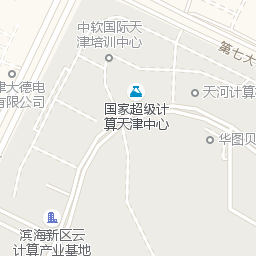 中软国际天
津培训中心
第七大
津大德电
有限公司
国家超级计
算天津中心
天河计算
华图贝
滨海新区云
计算产业基地